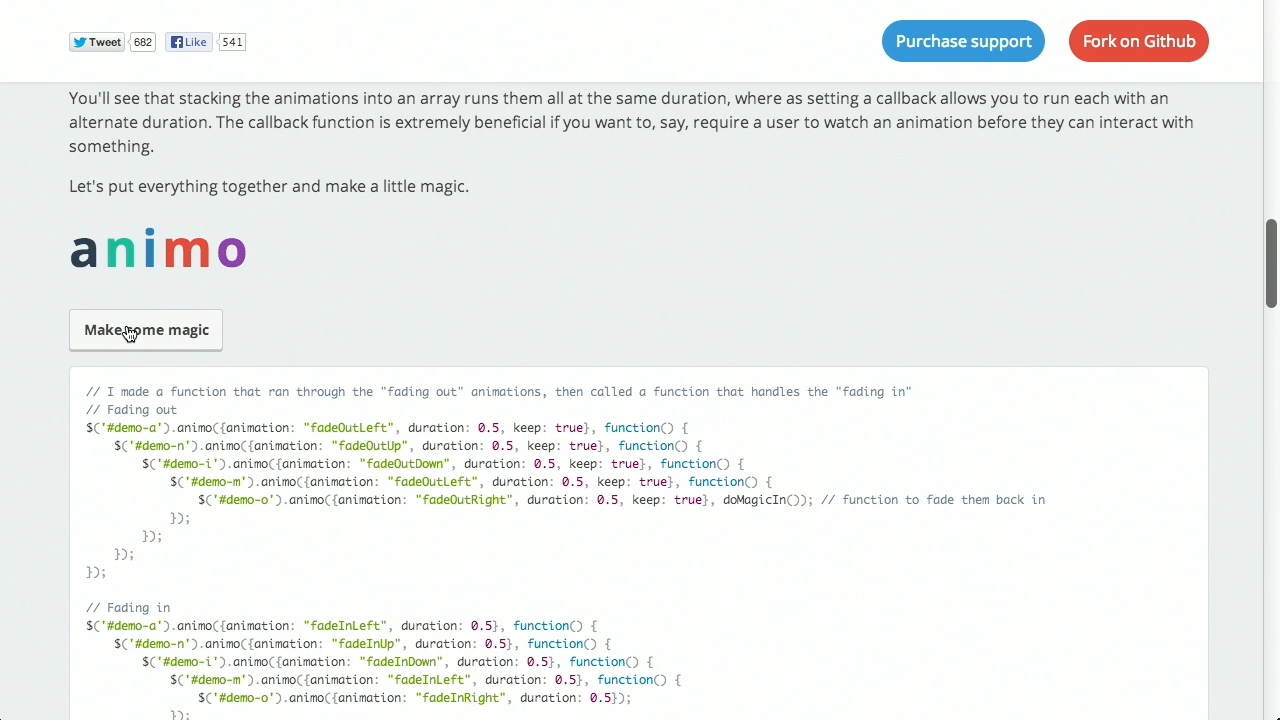 Tweet 682 Like 541 Purchase support Fork on Github
You'll see that stacking the animations into an array runs them all at the same duration, where as setting a callback allows you to run each with an
alternate duration. The callback function is extremely beneficial if you want to, say, require a user to watch an animation before they can interact with
something.
Let's put everything together and make a little magic.
animo
Make some magic
// I made a function that ran through the "fading out" animations, then called a function that handles the "fading in"
// Fading out
$('#demo-a').animo({animation: "fadeOutLeft", duration: 0.5, keep: true}, function() {
$('#demo-n').animo({animation: "fadeOutUp", duration: 0.5, keep: true}, function() {
$('#demo-i').animo({animation: "fadeOutDown", duration: 0.5, keep: true}, function() {
$('#demo-m').animo({animation: "fadeOutLeft", duration: 0.5, keep: true}, function() {
$('#demo-o').animo({animation: "fadeOutRight", duration: 0.5, keep: true}, doMagicIn()); // function to fade them back in
});
});
});
});
// Fading in
$('#demo-a').animo({animation: "fadeInLeft", duration: 0.5}, function() {
$('#demo-n').animo({animation: "fadeInUp", duration: 0.5}, function() {
$('#demo-i').animo({animation: "fadeInDown", duration: 0.5}, function() {
$('#demo-m').animo({animation: "fadeInLeft", duration: 0.5}, function() {
$('#demo-o').animo({animation: "fadeInRight", duration: 0.5});
});